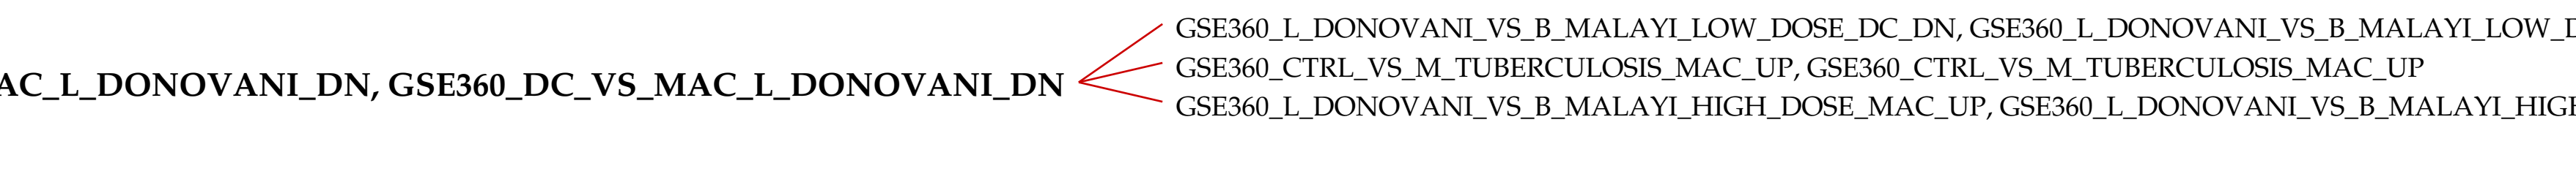 GSE360_L_DONOVANI_VS_B_MALAYI_LOW_DOSE_DC_DN, GSE360_L_DONOVANI_VS_B_MALAYI_LOW_D
GSE360_CTRL_VS_M_TUBERCULOSIS_MAC_UP, GSE360_CTRL_VS_M_TUBERCULOSIS_MAC_UP
AC_L_DONOVANI_DN, GSE360_DC_VS_MAC_L_DONOVANI_DN
GSE360_L_DONOVANI_VS_B_MALAYI_HIGH_DOSE_MAC_UP, GSE360_L_DONOVANI_VS_B_MALAYI_HIGH